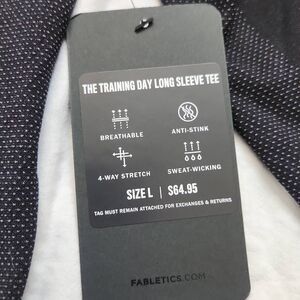 THE TRAINING DAY LONG SLEEVE TEE
BREATHABLE
ANTI-STINK
4-WAY STRETCH
SWEAT-WICKING
SIZE L | $64.95
TAG MUST REMAIN ATTACHED FOR EXCHANGES & RETURNS
FABLETICS.COM